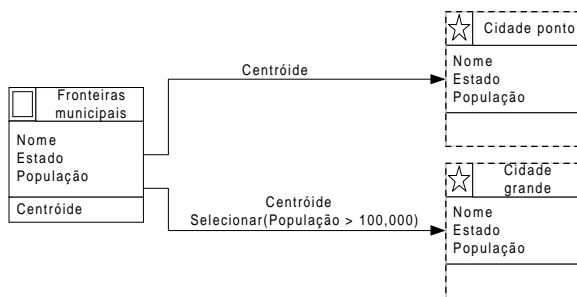 Fronteiras
municipais
Nome
Estado
População
Centróide
Centróide
Centróide
Selecionar(População > 100,000)
Cidade ponto
Nome
Estado
População
Cidade
grande
Nome
Estado
População